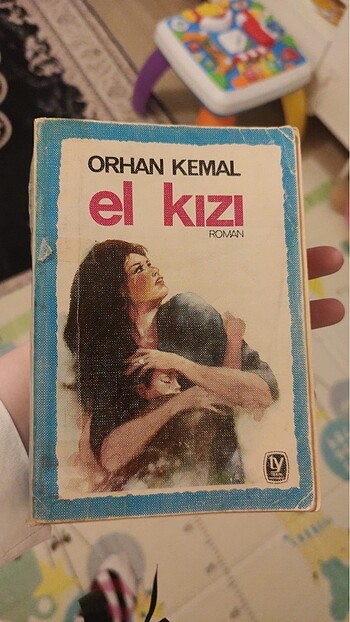 ORHAN KEMAL
el kızı
ROMAN